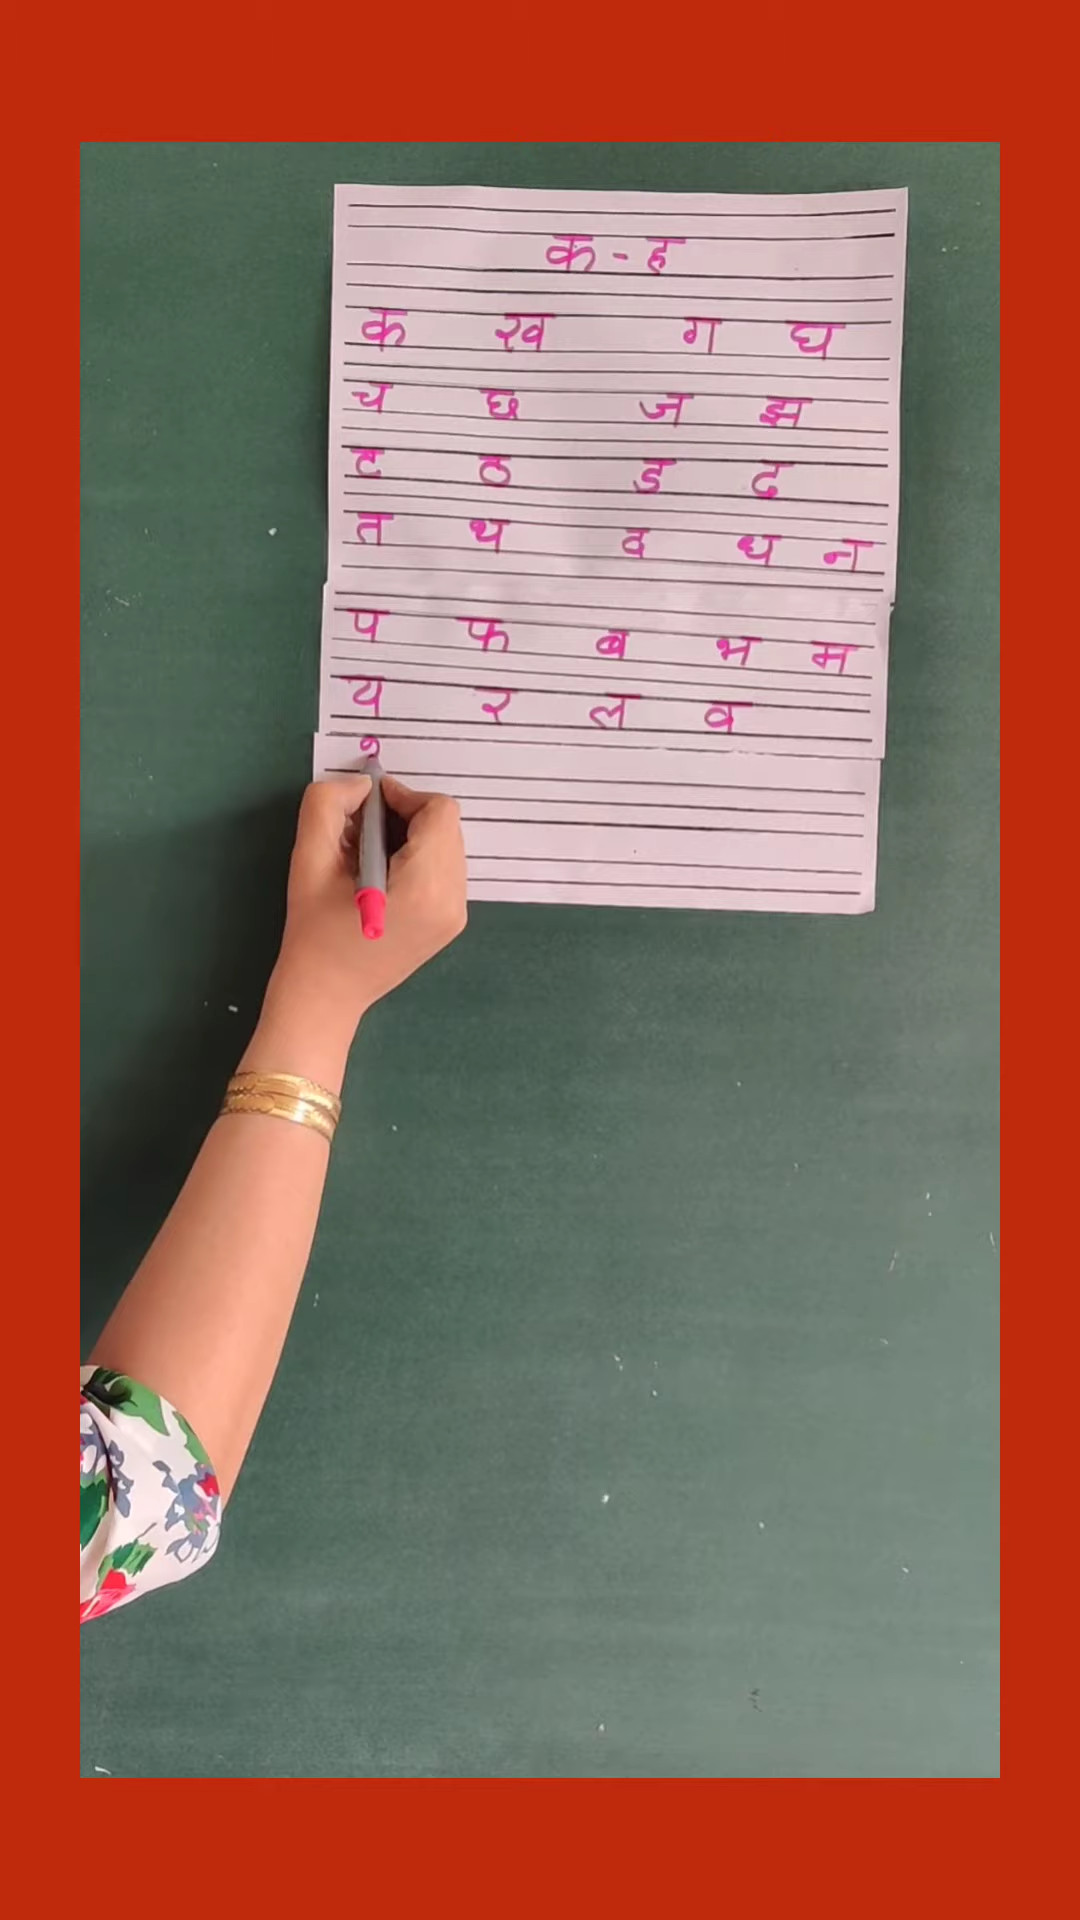 क - ह
क ख ग घ
च छ ज झ
ट ठ ड ढ
त थ द ध न
प फ ब भ म
य र ल व